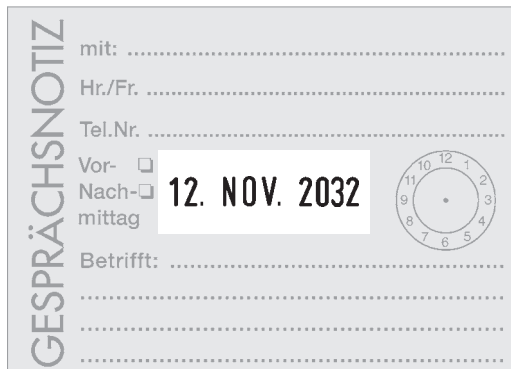 GESPRÄCHSNOTIZ
mit: ........................................
Hr./Fr. ........................................
Tel.Nr. ........................................
Vor- ❏
Nach-❏
mittag
12. NOV. 2032
12 1 2 3 4 5 6 7 8 9 10 11
Betrifft: ........................................